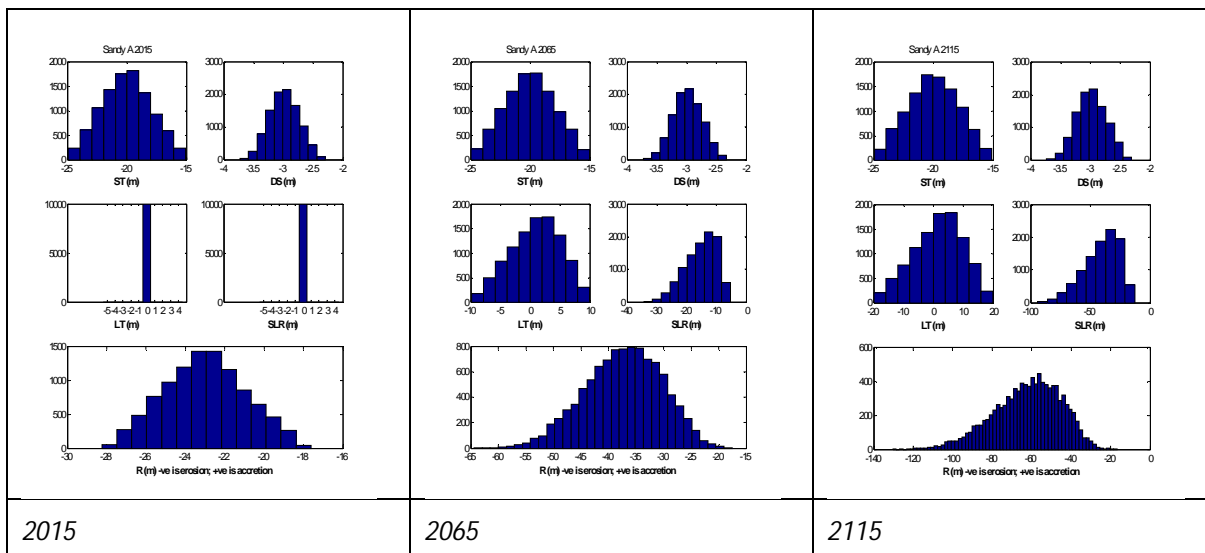 Sandy A 2015
2000
1500
1000
500
0
-25 -20 -15
ST (m)
3000
2000
1000
0
-4 -3.5 -3 -2.5 -2
DS (m)
10000
5000
0
-5-4-3-2-1 0 1 2 3 4
LT (m)
10000
5000
0
-5-4-3-2-1 0 1 2 3 4
SLR (m)
1500
1000
500
0
-30 -28 -26 -24 -22 -20 -18 -16
R (m) -ve is erosion; +ve is accretion
2015
Sandy A 2065
2000
1500
1000
500
0
-25 -20 -15
ST (m)
3000
2000
1000
0
-4 -3.5 -3 -2.5 -2
DS (m)
2000
1500
1000
500
0
-10 -5 0 5 10
LT (m)
3000
2000
1000
0
-40 -30 -20 -10 0
SLR (m)
800
600
400
200
0
-65 -60 -55 -50 -45 -40 -35 -30 -25 -20 -15
R (m) -ve is erosion; +ve is accretion
2065
Sandy A 2115
2000
1500
1000
500
0
-25 -20 -15
ST (m)
3000
2000
1000
0
-4 -3.5 -3 -2.5 -2
DS (m)
2000
1500
1000
500
0
-20 -10 0 10 20
LT (m)
3000
2000
1000
0
-100 -50 0
SLR (m)
600
400
200
0
-140 -120 -100 -80 -60 -40 -20 0
R (m) -ve is erosion; +ve is accretion
2115